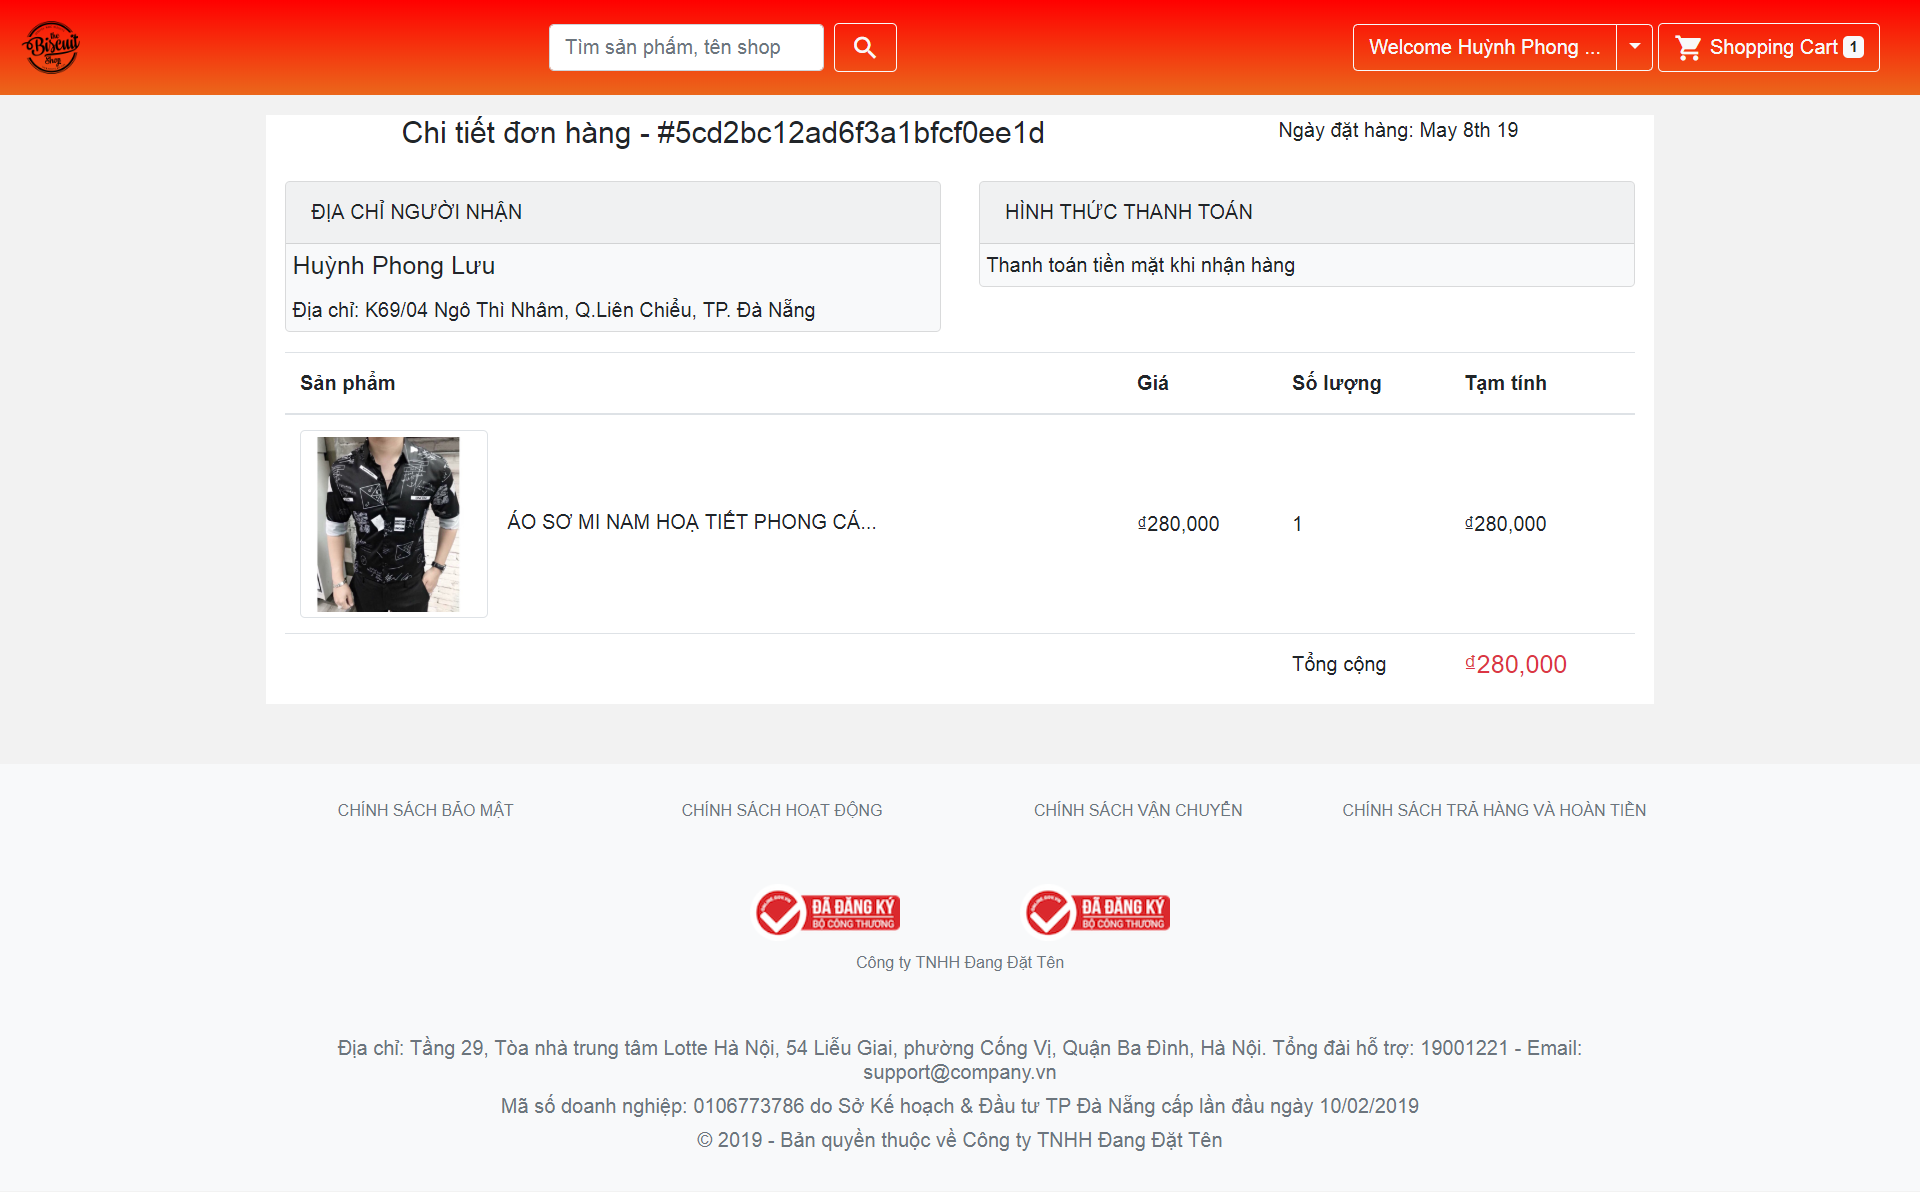 the
Biscuit
Shop
Tìm sản phẩm, tên shop
Welcome Huỳnh Phong ...
Shopping Cart 1
Chi tiết đơn hàng - #5cd2bc12ad6f3a1bfcf0ee1d
Ngày đặt hàng: May 8th 19
ĐỊA CHỈ NGƯỜI NHẬN
Huỳnh Phong Lưu
Địa chỉ: K69/04 Ngô Thì Nhâm, Q.Liên Chiểu, TP. Đà Nẵng
HÌNH THỨC THANH TOÁN
Thanh toán tiền mặt khi nhận hàng
Sản phẩm Giá Số lượng Tạm tính
ÁO SƠ MI NAM HOẠ TIẾT PHONG CÁ... ₫280,000 1 ₫280,000
Tổng cộng ₫280,000
CHÍNH SÁCH BẢO MẬT CHÍNH SÁCH HOẠT ĐỘNG CHÍNH SÁCH VẬN CHUYỂN CHÍNH SÁCH TRẢ HÀNG VÀ HOÀN TIỀN
ĐÃ ĐĂNG KÝ
BỘ CÔNG THƯƠNG
ĐÃ ĐĂNG KÝ
BỘ CÔNG THƯƠNG
Công ty TNHH Đang Đặt Tên
Địa chỉ: Tầng 29, Tòa nhà trung tâm Lotte Hà Nội, 54 Liễu Giai, phường Cống Vị, Quận Ba Đình, Hà Nội. Tổng đài hỗ trợ: 19001221 - Email:
support@company.vn
Mã số doanh nghiệp: 0106773786 do Sở Kế hoạch & Đầu tư TP Đà Nẵng cấp lần đầu ngày 10/02/2019
© 2019 - Bản quyền thuộc về Công ty TNHH Đang Đặt Tên